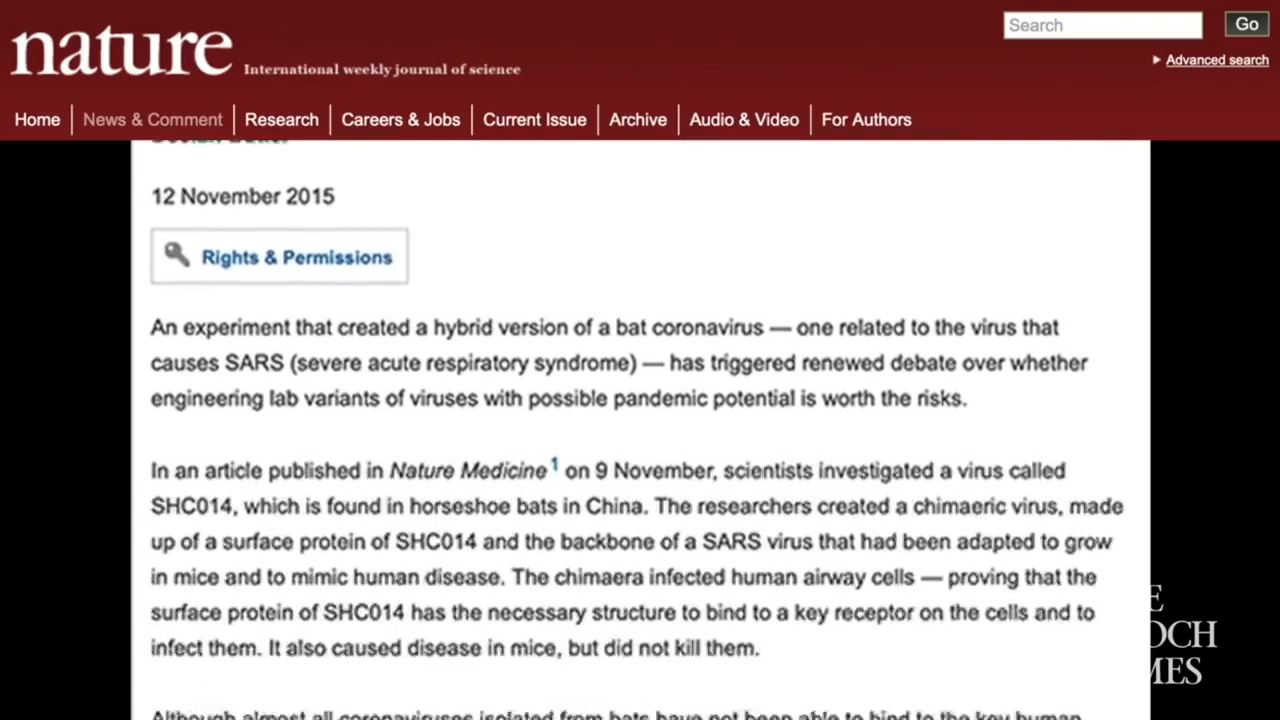 nature International weekly journal of science
Search Go
Advanced search
Home News & Comment Research Careers & Jobs Current Issue Archive Audio & Video For Authors
12 November 2015
Rights & Permissions
An experiment that created a hybrid version of a bat coronavirus — one related to the virus that
causes SARS (severe acute respiratory syndrome) — has triggered renewed debate over whether
engineering lab variants of viruses with possible pandemic potential is worth the risks.
In an article published in Nature Medicine1 on 9 November, scientists investigated a virus called
SHC014, which is found in horseshoe bats in China. The researchers created a chimaeric virus, made
up of a surface protein of SHC014 and the backbone of a SARS virus that had been adapted to grow
in mice and to mimic human disease. The chimaera infected human airway cells — proving that the
surface protein of SHC014 has the necessary structure to bind to a key receptor on the cells and to
infect them. It also caused disease in mice, but did not kill them.
Although almost all coronaviruses isolated from bats have not been able to bind to the key human
E
OCH
MES